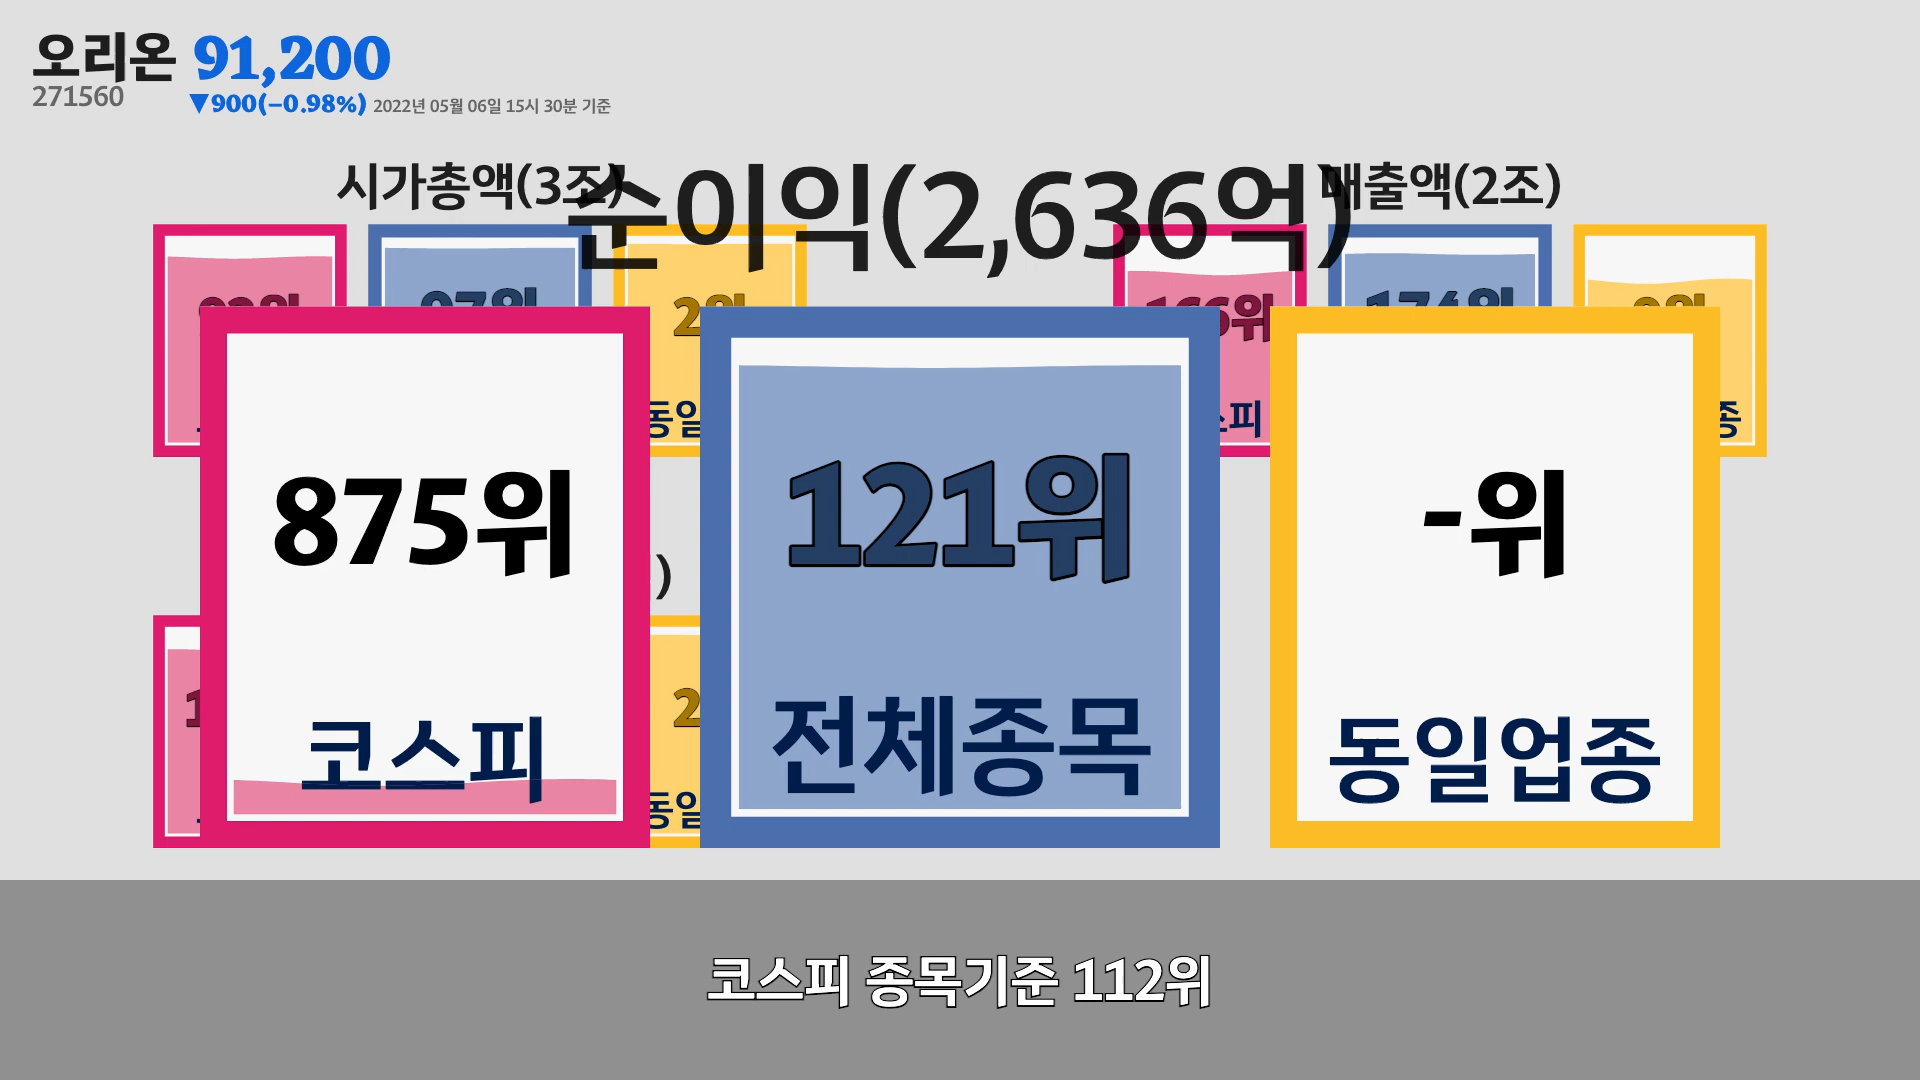 오리온 91,200
271560
▼900(−0.98%) 2022년 05월 06일 15시 30분 기준
시가총액(3조)
순이익(2,636억)
매출액(2조)
875위
121위
-위
코스피
전체종목
동일업종
코스피 종목기준 112위